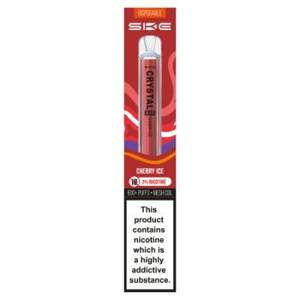 DISPOSABLE
SKE
CRYSTAL
CHERRY ICE
18 2% NICOTINE
600+ PUFFS • MESH COIL
This
product
contains
nicotine
which is a
highly
addictive
substance.